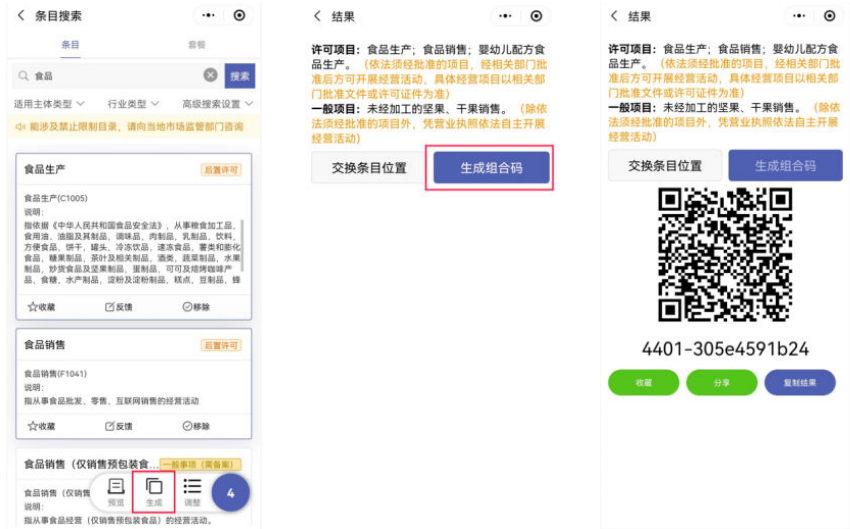 条目搜索
条目
套餐
食品
搜索
适用主体类型
行业类型
高级搜索设置
能涉及禁止限制目录，请向当地市场监管部门咨询
食品生产
后置许可
食品生产(C1005)
说明:
指依据《中华人民共和国食品安全法》，从事粮食加工品，
食用油、油脂及其制品，调味品，肉制品，乳制品，饮料，
方便食品，饼干，罐头，冷冻饮品，速冻食品，薯类和膨化
食品，糖果制品，茶叶及相关制品，酒类，蔬菜制品，水果
制品，炒货食品及坚果制品，蛋制品，可可及焙烤咖啡产
品，食糖，水产制品，淀粉及淀粉制品，糕点，豆制品，蜂
收藏
反馈
移除
食品销售
后置许可
食品销售(F1041)
说明:
指从事食品批发、零售、互联网销售的经营活动
收藏
反馈
移除
食品销售（仅销售预包装食...
一般事项（需备案）
食品销售（仅销售
说明:
指从事食品经营（仅销售预包装食品）的经营活动。
预览
生成
调整
4
结果
许可项目：食品生产；食品销售；婴幼儿配方食
品生产。（依法须经批准的项目，经相关部门批
准后方可开展经营活动，具体经营项目以相关部
门批准文件或许可证件为准）
一般项目：未经加工的坚果、干果销售。（除依
法须经批准的项目外，凭营业执照依法自主开展
经营活动）
交换条目位置
生成组合码
结果
许可项目：食品生产；食品销售；婴幼儿配方食
品生产。（依法须经批准的项目，经相关部门批
准后方可开展经营活动，具体经营项目以相关部
门批准文件或许可证件为准）
一般项目：未经加工的坚果、干果销售。（除依
法须经批准的项目外，凭营业执照依法自主开展
经营活动）
交换条目位置
生成组合码
4401-305e4591b24
收藏
分享
复制结果